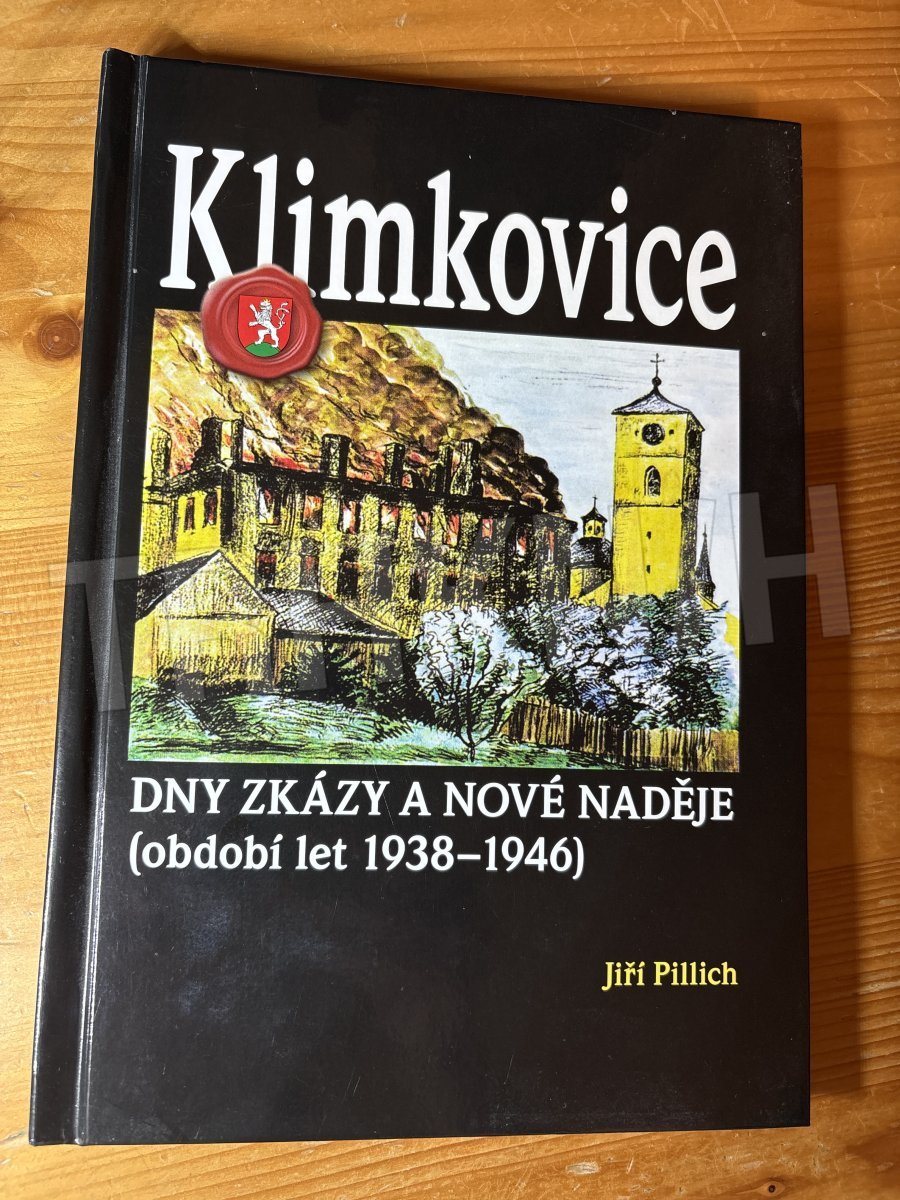 Klimkovice
DNY ZKÁZY A NOVÉ NADĚJE
(období let 1938–1946)
Jiří Pillich